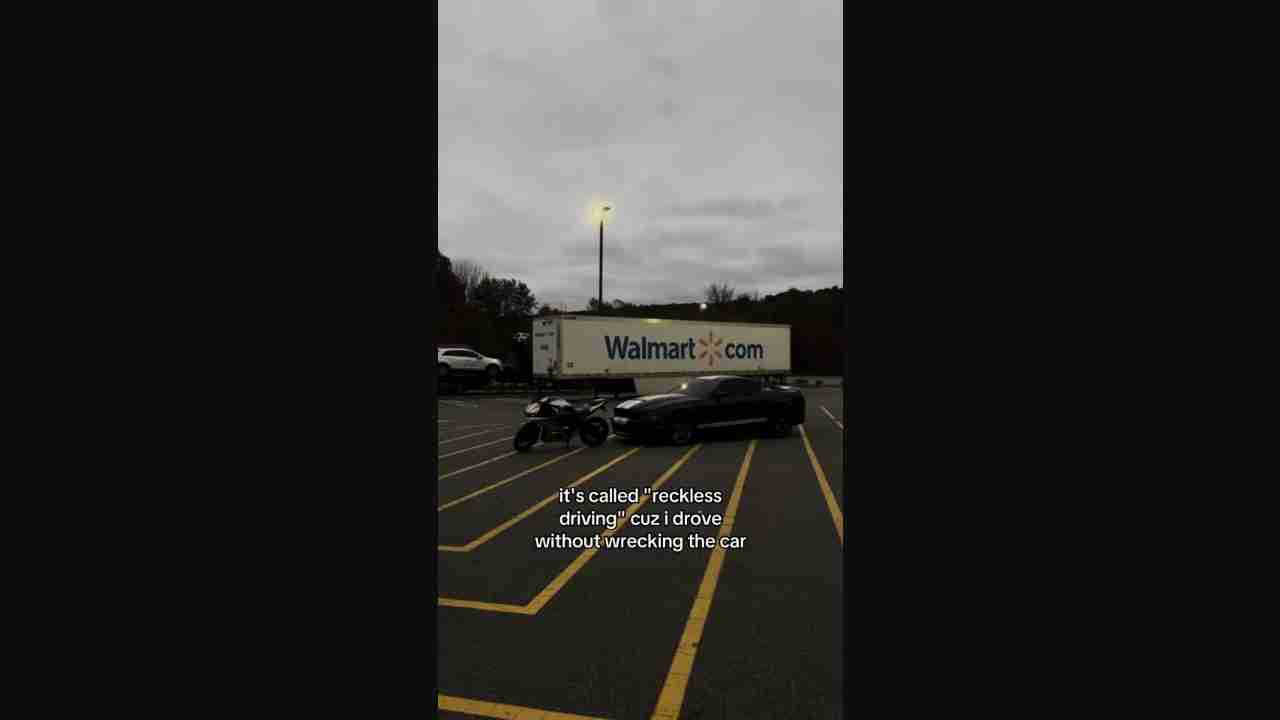 Walmart com
it's called "reckless
driving" cuz i drove
without wrecking the car